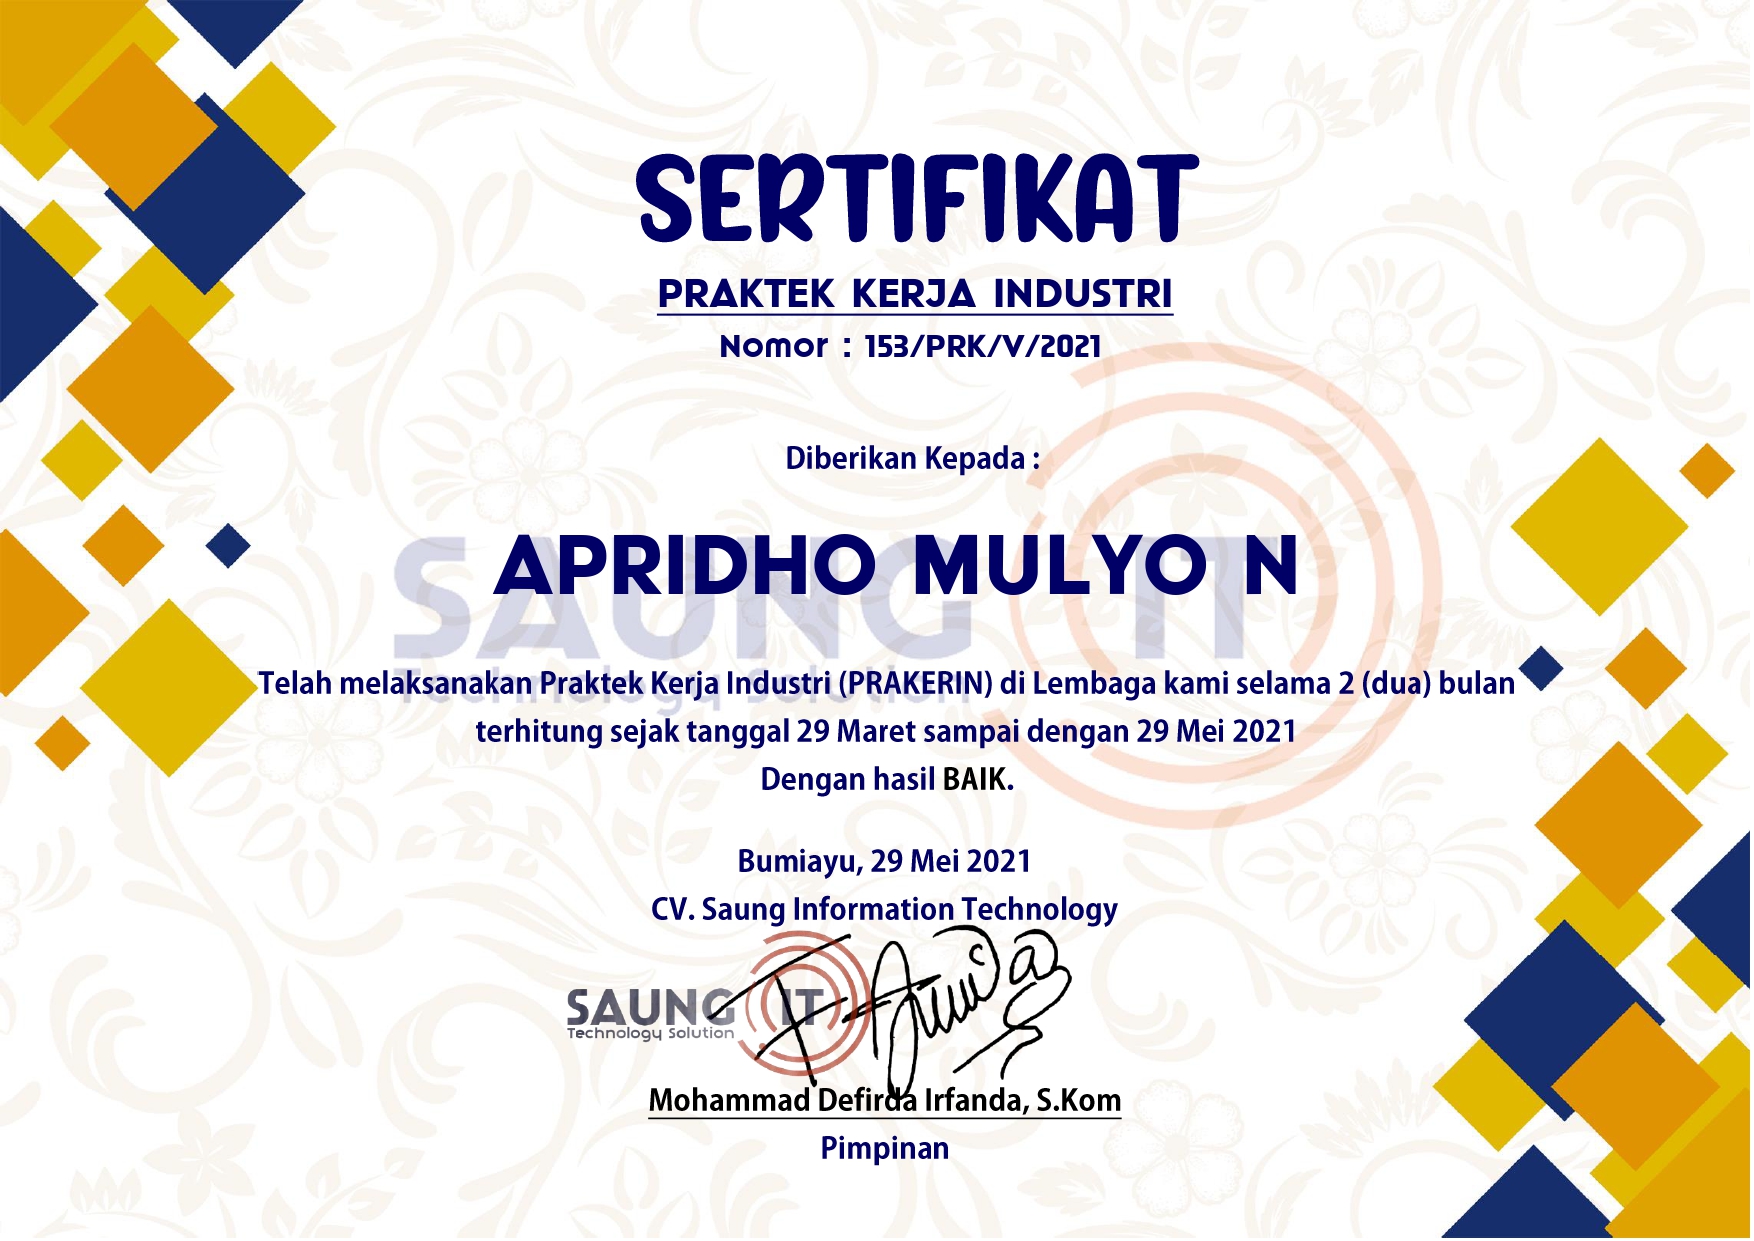 SERTIFIKAT
PRAKTEK KERJA INDUSTRI
Nomor : 153/PRK/V/2021
Diberikan Kepada :
APRIDHO MULYO N
SAUNG IT
Technology Solution
Telah melaksanakan Praktek Kerja Industri (PRAKERIN) di Lembaga kami selama 2 (dua) bulan
terhitung sejak tanggal 29 Maret sampai dengan 29 Mei 2021
Dengan hasil BAIK.
Bumiayu, 29 Mei 2021
CV. Saung Information Technology
SAUNG IT
Technology Solution
Mohammad Defirda Irfanda, S.Kom
Pimpinan